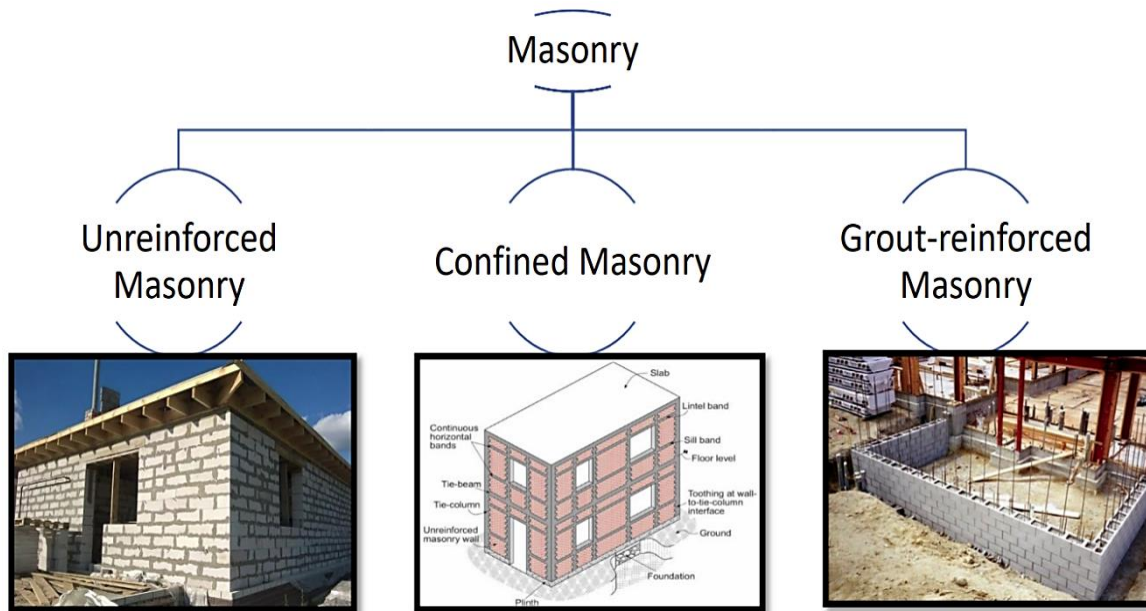 Masonry
Unreinforced
Masonry
Confined Masonry
Grout-reinforced
Masonry
Slab
Lintel band
Continuous
horizontal
bands
Sill band
Floor level
Tie-beam
Tie-column
Toothing at wall-
to-tie-column
interface
Unreinforced
masonry wall
Ground
Foundation
Plinth